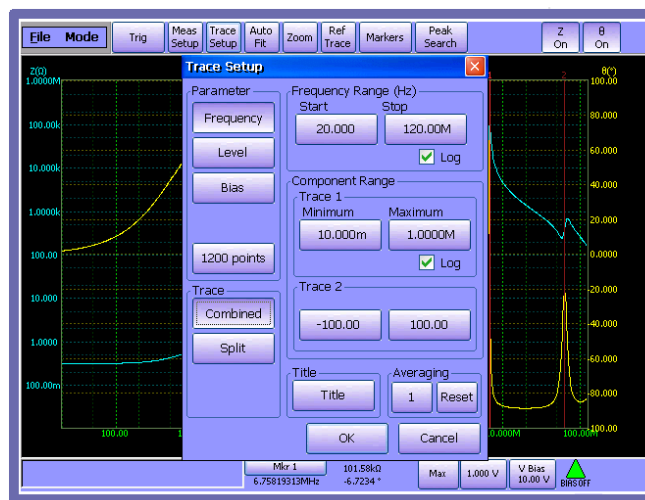 File Mode Trig Meas Setup Trace Setup Auto Fit Zoom Ref Trace Markers Peak Search Z On θ On
Trace Setup
Z(Ω) θ(°)
1.0000M 100.00
100.00k 80.000
10.000k 60.000
1.0000k 40.000
100.00 20.000
10.000 0.0000
1.0000 -20.000
100.00m -40.000
-60.000
-80.000
-100.00
Parameter
Frequency
Level
Bias
1200 points
Trace
Combined
Split
Frequency Range (Hz)
Start Stop
20.000 120.00M
Log
Component Range
Trace 1
Minimum Maximum
10.000m 1.0000M
Log
Trace 2
-100.00 100.00
Title Averaging
Title 1 Reset
OK Cancel
100.00 100.00M
Mkr 1 101.58kΩ
6.75819313MHz -6.7234 °
Max 1.000 V V Bias 10.00 V BIAS OFF